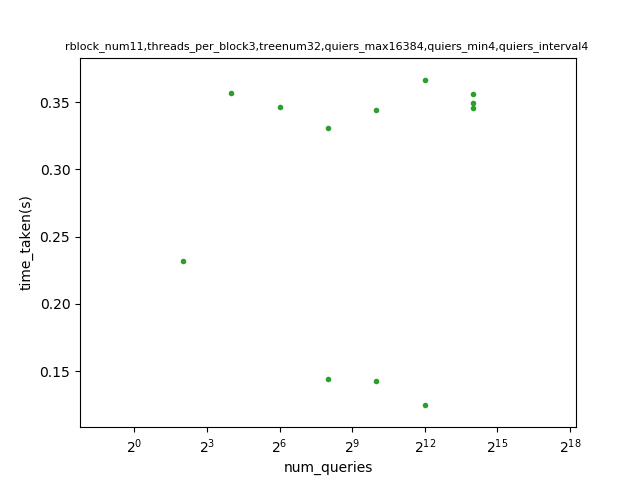 rblock_num11,threads_per_block3,treenum32,quiers_max16384,quiers_min4,quiers_interval4
0.35
0.30
0.25
0.20
0.15
time_taken(s)
2^0 2^3 2^6 2^9 2^12 2^15 2^18
num_queries